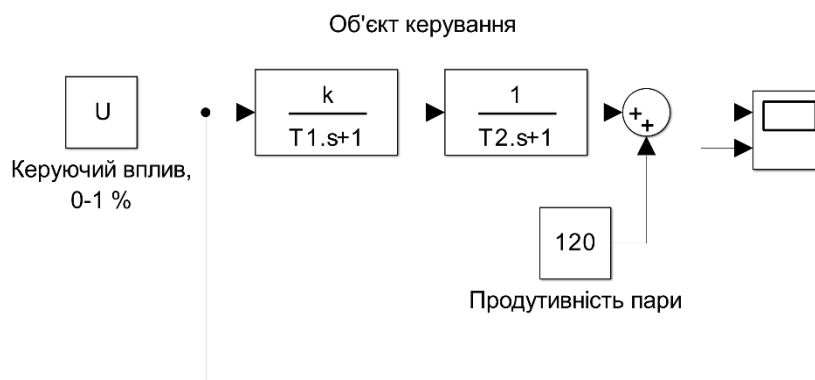 Об'єкт керування
U
k
T1.s+1
1
T2.s+1
+
+
Керуючий вплив,
0-1 %
120
Продутивність пари